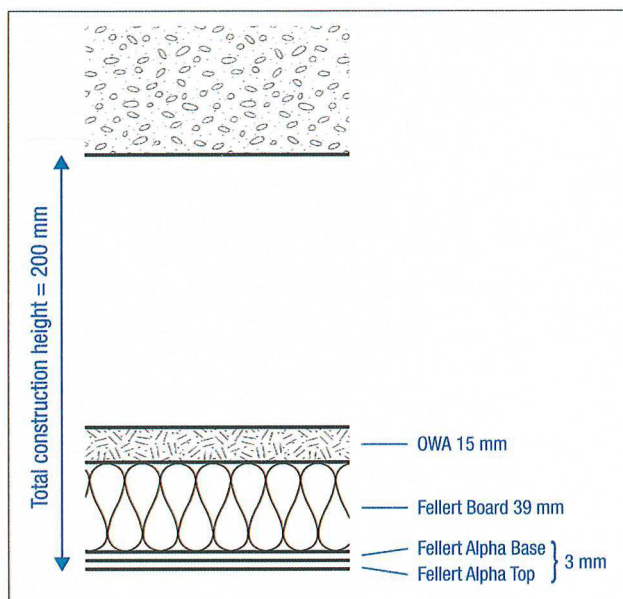 Total construction height = 200 mm
OWA 15 mm
Fellert Board 39 mm
Fellert Alpha Base
Fellert Alpha Top
3 mm